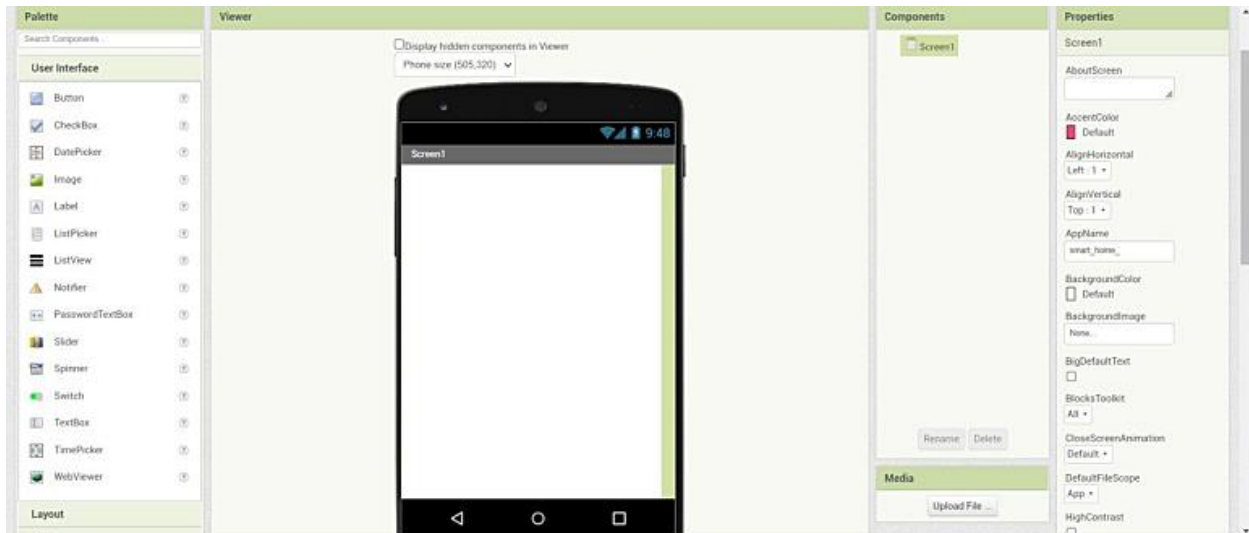 Palette
Search Components...
User Interface
Button
CheckBox
DatePicker
Image
Label
ListPicker
ListView
Notifier
PasswordTextBox
Slider
Spinner
Switch
TextBox
TimePicker
WebViewer
Layout
Viewer
Display hidden components in Viewer
Phone size (505,320)
9:48
Screen1
Components
Screen1
Rename Delete
Media
Upload File ...
Properties
Screen1
AboutScreen
AccentColor
Default
AlignHorizontal
Left : 1
AlignVertical
Top : 1
AppName
smart_home_
BackgroundColor
Default
BackgroundImage
None...
BigDefaultText
BlocksToolkit
All
CloseScreenAnimation
Default
DefaultFileScope
App
HighContrast